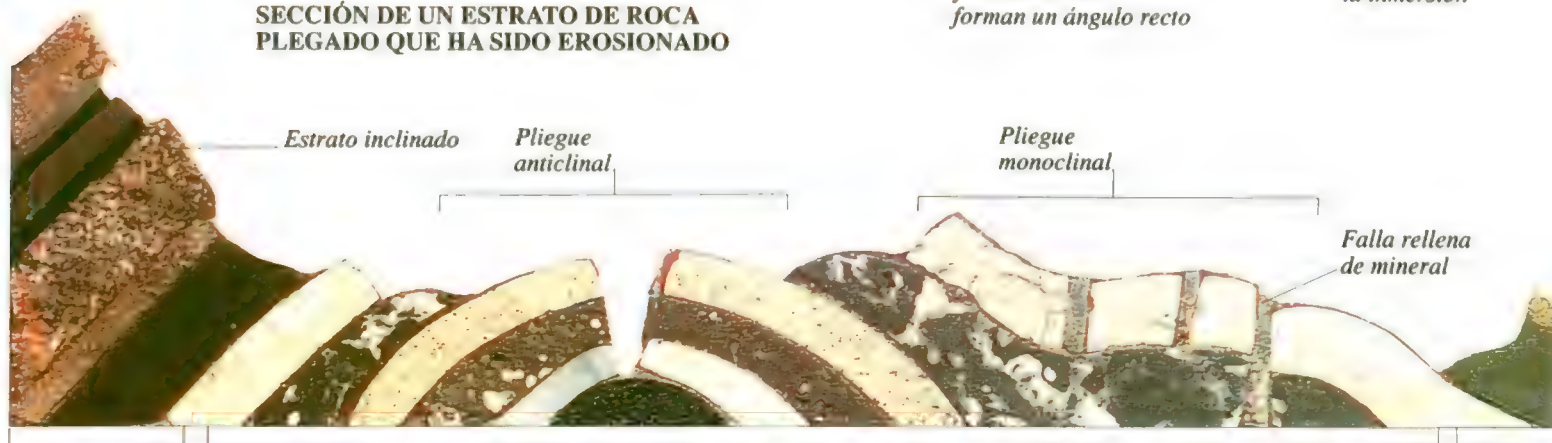 SECCIÓN DE UN ESTRATO DE ROCA
PLEGADO QUE HA SIDO EROSIONADO
forman un ángulo recto
Estrato inclinado
Pliegue
anticlinal
Pliegue
monoclinal
Falla rellena
de mineral